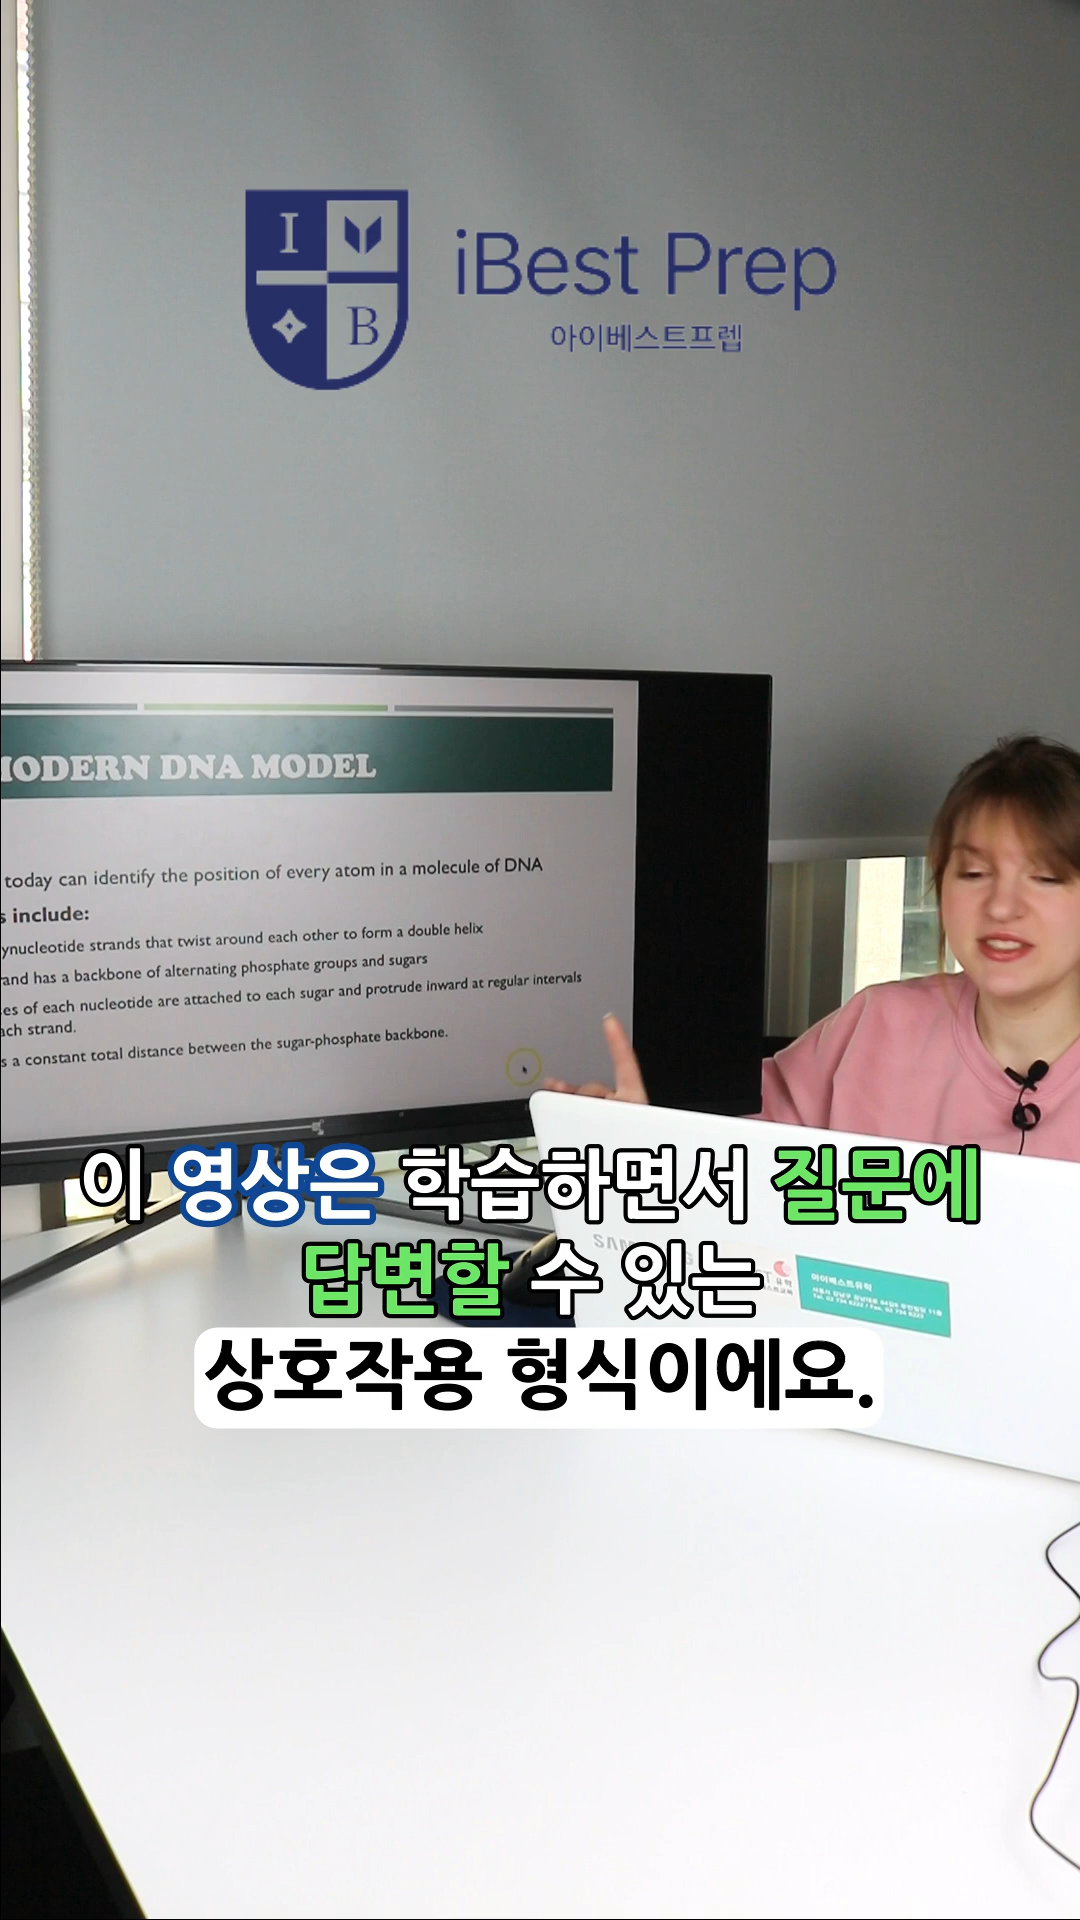 I
B
iBest Prep
아이베스트프렙
MODERN DNA MODEL
today can identify the position of every atom in a molecule of DNA
include:
strands that twist around each other to form a double helix
has a backbone of alternating phosphate groups and sugars
of each nucleotide are attached to each sugar and protrude inward at regular intervals
strand.
a constant total distance between the sugar-phosphate backbone.
이 영상은 학습하면서 질문에
답변할 수 있는
상호작용 형식이에요.
유학
아이베스트유학